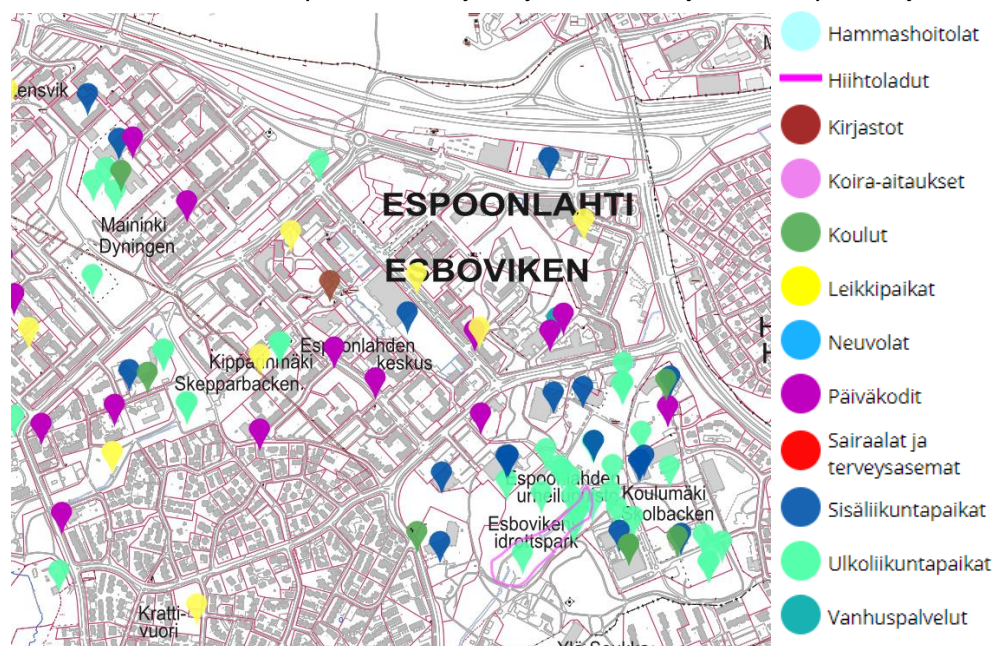 ensvik
Maininki
Dyningen
ESPOONLAHTI
ESBOVIKEN
Kipparinmäki
Skepparbacken
Espoonlahden
keskus
Espoonlahden
urheilupuisto
Esboviken
idrottspark
Koulumäki
Skolbacken
Kratti-
vuori
Hammashoitolat
Hiihtoladut
Kirjastot
Koira-aitaukset
Koulut
Leikkipaikat
Neuvolat
Päiväkodit
Sairaalat ja
terveysasemat
Sisäliikuntapaikat
Ulkoliikuntapaikat
Vanhuspalvelut